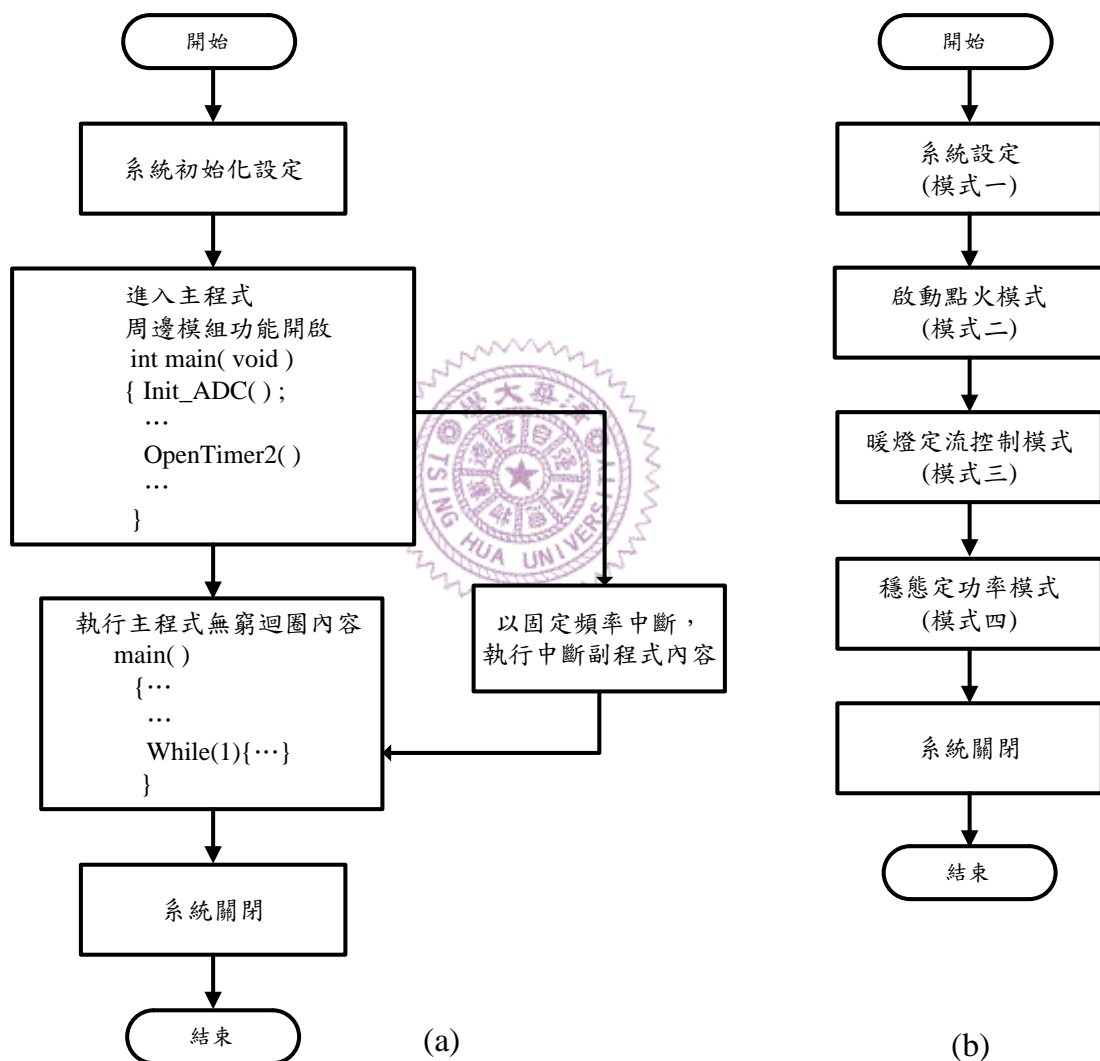 開始
系統初始化設定
進入主程式
周邊模組功能開啟
int main( void )
{ Init_ADC( ) ;
⋯
OpenTimer2( )
⋯
}
執行主程式無窮迴圈內容
main( )
{⋯
⋯
While(1){⋯}
}
以固定頻率中斷，
執行中斷副程式內容
系統關閉
結束
(a)
開始
系統設定
(模式一)
啟動點火模式
(模式二)
暖燈定流控制模式
(模式三)
穩態定功率模式
(模式四)
系統關閉
結束
(b)
學大華清
TSING HUA UNIVERSITY